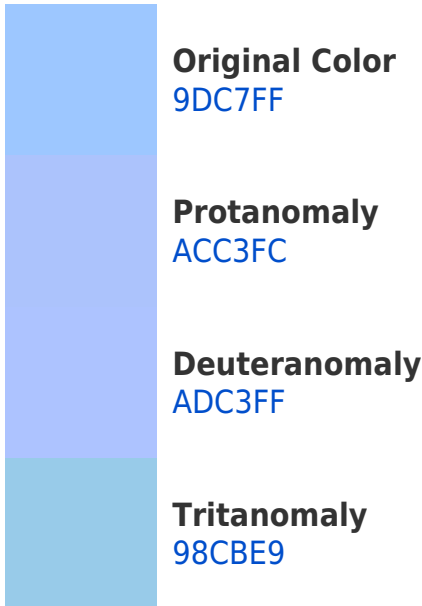 Original Color
9DC7FF
Protanomaly
ACC3FC
Deuteranomaly
ADC3FF
Tritanomaly
98CBE9